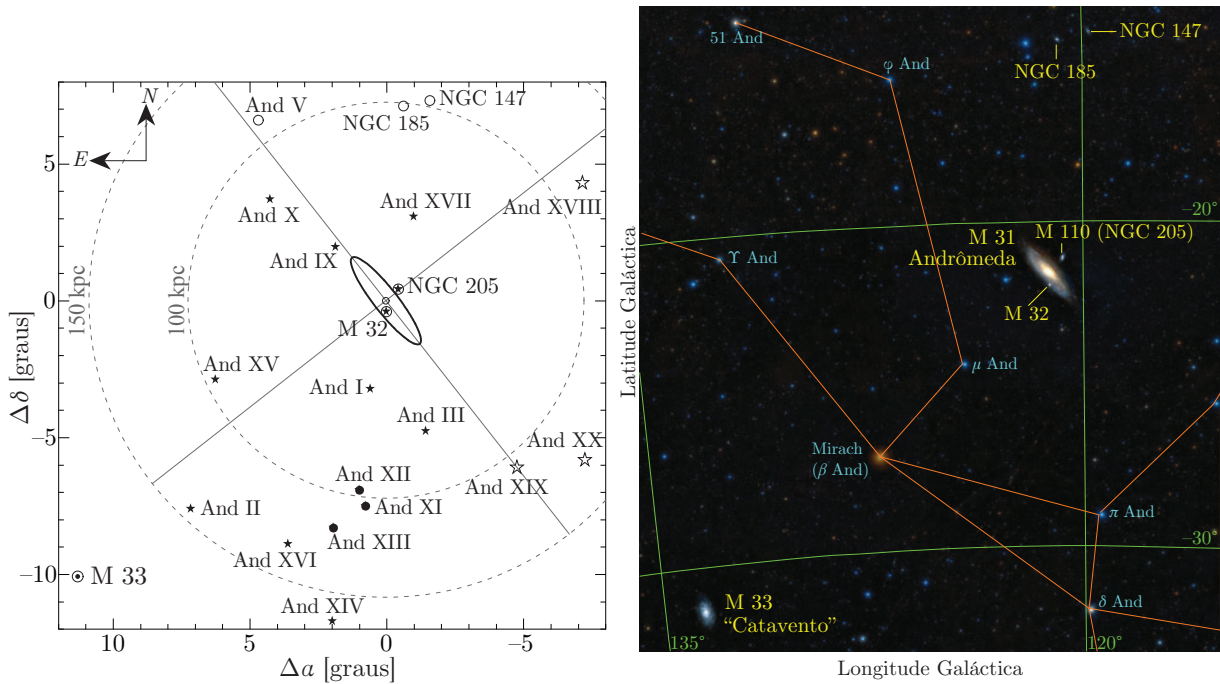 N
E
And V
NGC 147
NGC 185
And X
And XVII
And XVIII
And IX
NGC 205
M 32
150 kpc
100 kpc
And XV
And I
And III
And XX
And XII
And XIX
And XI
And II
And XIII
And XVI
M 33
And XIV
5
0
−5
−10
10
5
0
−5
Δδ [graus]
Δa [graus]
51 And
φ And
NGC 147
NGC 185
−20°
M 110 (NGC 205)
M 31
Andrômeda
ϒ And
M 32
μ And
Mirach
(β And)
π And
−30°
M 33
“Catavento”
δ And
135°
120°
Latitude Galáctica
Longitude Galáctica